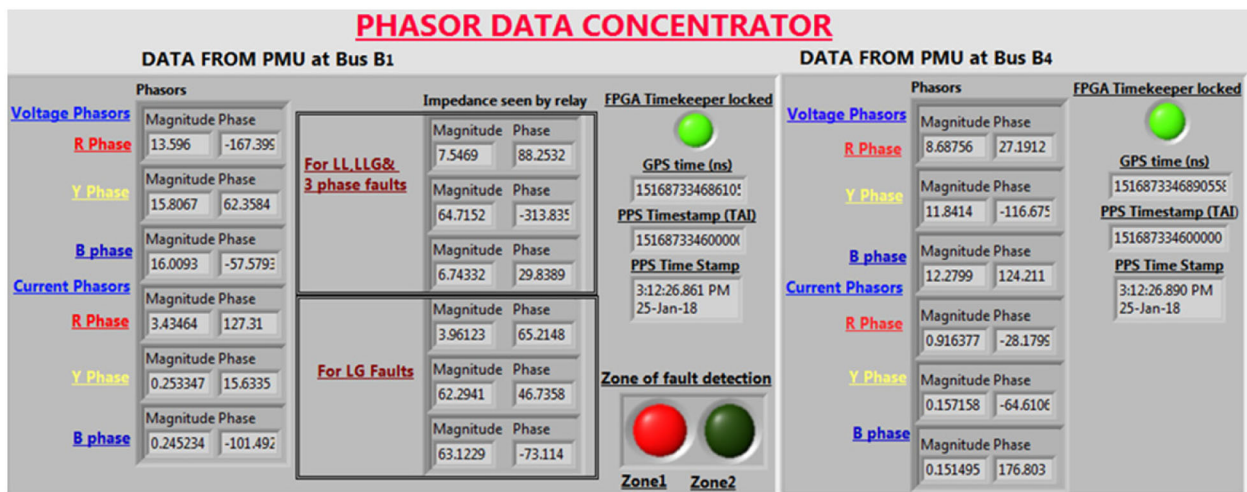 PHASOR DATA CONCENTRATOR
DATA FROM PMU at Bus B1
Phasors
Voltage Phasors
Magnitude Phase
R Phase
13.596 -167.399
Magnitude Phase
Y Phase
15.8067 62.3584
Magnitude Phase
B phase
16.0093 -57.5793
Current Phasors
Magnitude Phase
R Phase
3.43464 127.31
Magnitude Phase
Y Phase
0.253347 15.6335
Magnitude Phase
B phase
0.245234 -101.492
Impedance seen by relay
For LL,LLG&
3 phase faults
Magnitude Phase
7.5469 88.2532
Magnitude Phase
64.7152 -313.835
Magnitude Phase
6.74332 29.8389
For LG Faults
Magnitude Phase
3.96123 65.2148
Magnitude Phase
62.2941 46.7358
Magnitude Phase
63.1229 -73.114
FPGA Timekeeper locked
GPS time (ns)
151687334686105
PPS Timestamp (TAI)
151687334600000
PPS Time Stamp
3:12:26.861 PM
25-Jan-18
Zone of fault detection
Zone1 Zone2
DATA FROM PMU at Bus B4
Phasors
Voltage Phasors
Magnitude Phase
R Phase
8.68756 27.1912
Magnitude Phase
Y Phase
11.8414 -116.675
Magnitude Phase
B phase
12.2799 124.211
Current Phasors
Magnitude Phase
R Phase
0.916377 -28.1799
Magnitude Phase
Y Phase
0.157158 -64.6106
Magnitude Phase
B phase
0.151495 176.803
FPGA Timekeeper locked
GPS time (ns)
1516873346890558
PPS Timestamp (TAI)
151687334600000
PPS Time Stamp
3:12:26.890 PM
25-Jan-18